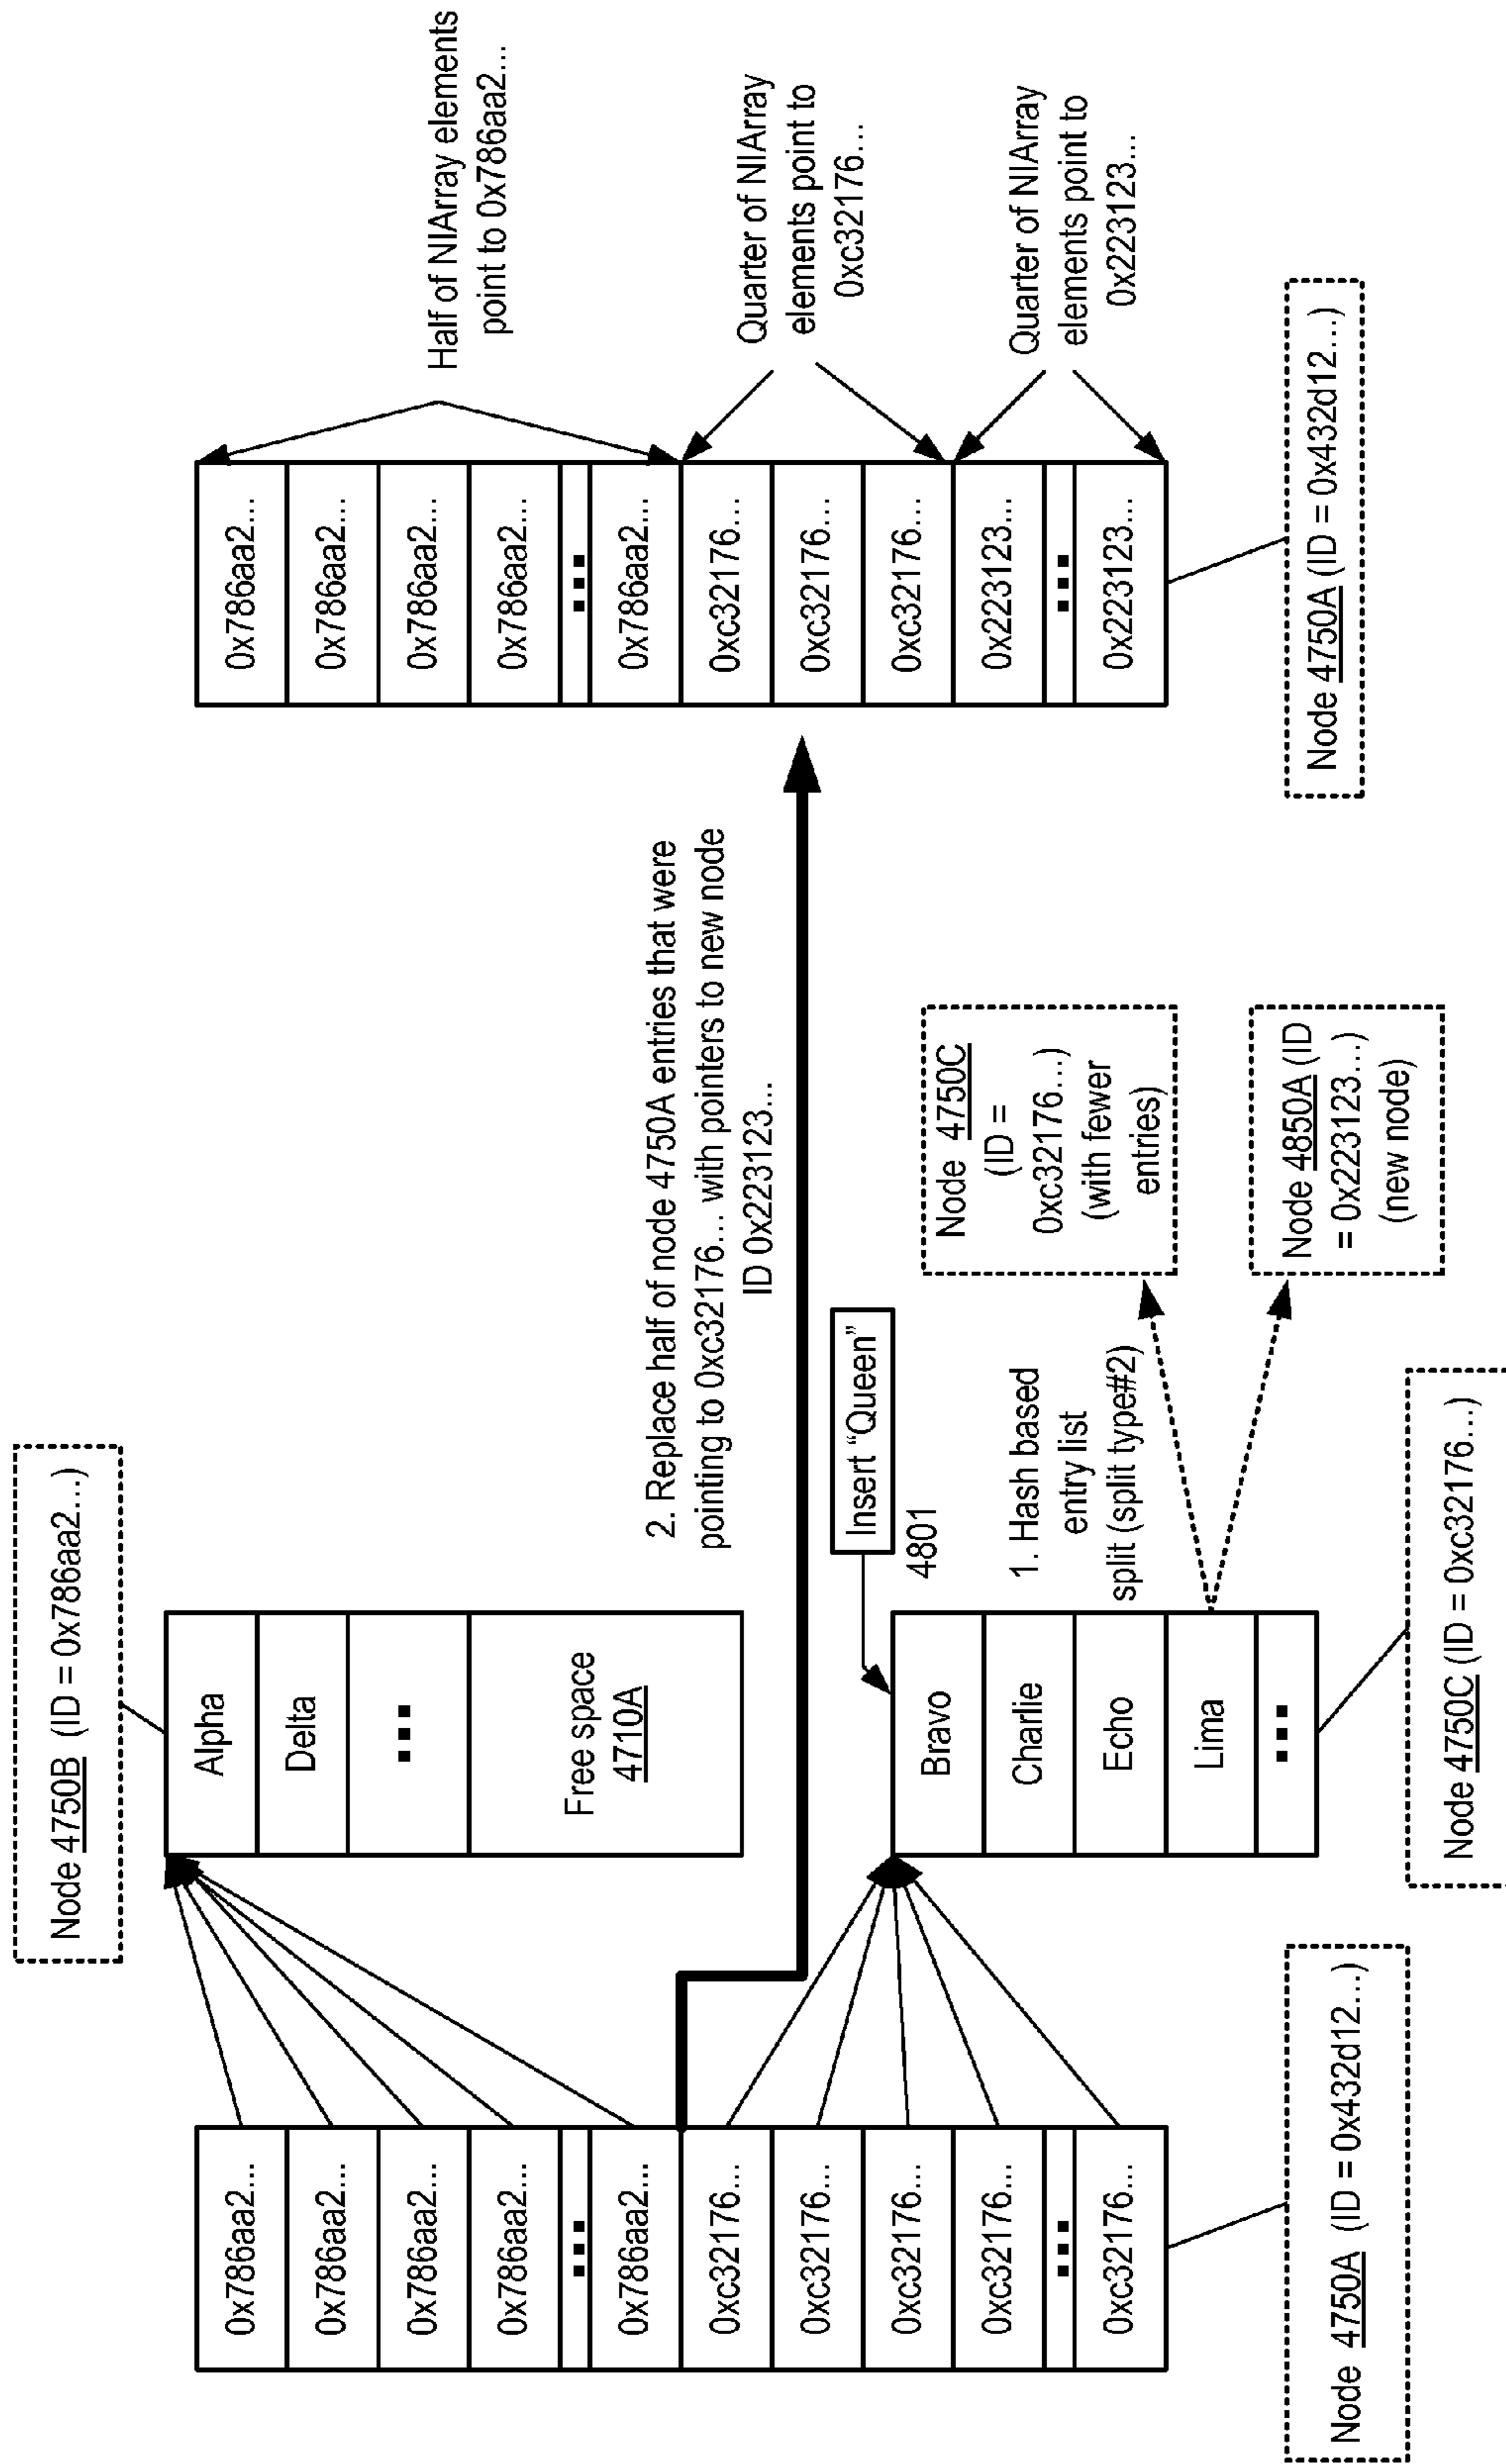 Node 4750B (ID = 0x786aa2...)
0x786aa2...
0x786aa2...
0x786aa2...
0x786aa2...
...
0x786aa2...
0xc32176...
0xc32176...
0xc32176...
0xc32176...
...
0xc32176...
Node 4750A (ID = 0x432d12...)
Alpha
Delta
...
Free space
4710A
Bravo
Charlie
Echo
Lima
...
Node 4750C (ID = 0xc32176...)
Insert “Queen”
4801
1. Hash based
entry list
split (split type#2)
2. Replace half of node 4750A entries that were
pointing to 0xc32176... with pointers to new node
ID 0x223123...
Node 4750C
(ID =
0xc32176...)
(with fewer
entries)
Node 4850A (ID
= 0x223123...)
(new node)
0x786aa2...
0x786aa2...
0x786aa2...
0x786aa2...
...
0x786aa2...
0xc32176...
0xc32176...
0xc32176...
0x223123...
...
0x223123...
Node 4750A (ID = 0x432d12...)
Half of NIArray elements
point to 0x786aa2...
Quarter of NIArray
elements point to
0xc32176...
Quarter of NIArray
elements point to
0x223123...